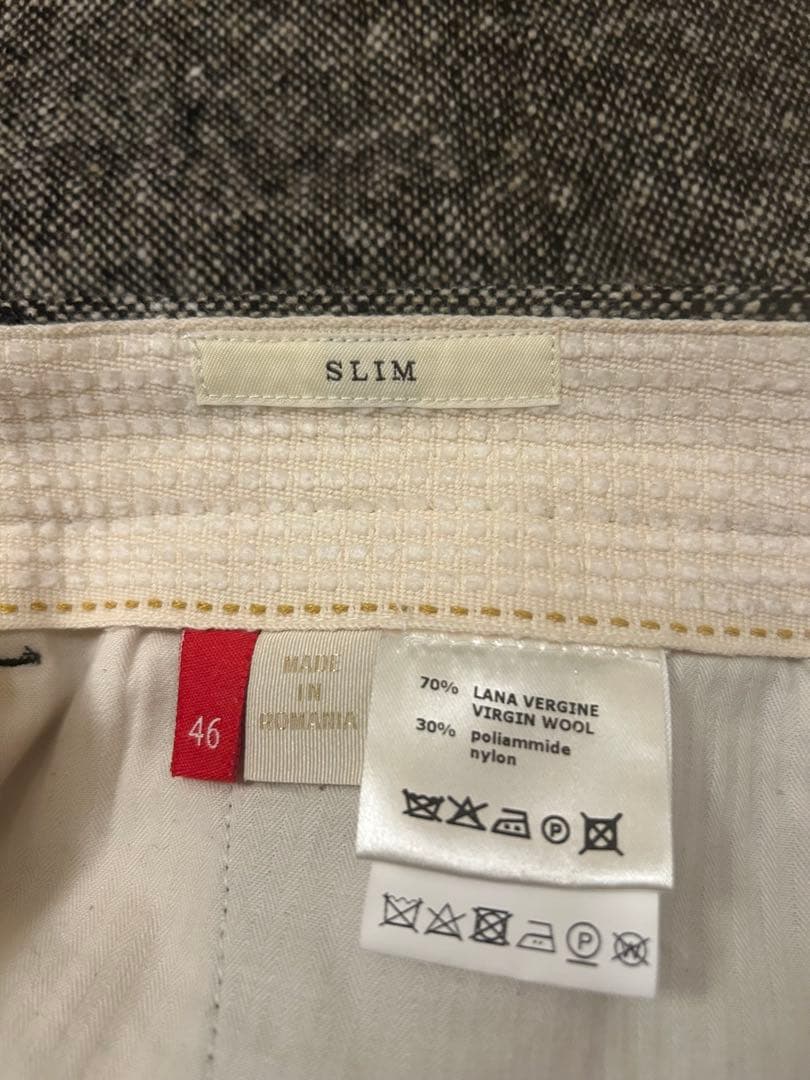 SLIM
46
MADE
IN
ROMANIA
70% LANA VERGINE
VIRGIN WOOL
30% poliammide
nylon
P
P
W